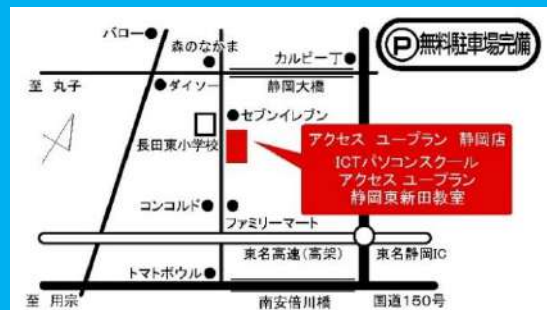 バロー
森のなかま
カルビー丁
P 無料駐車場完備
至 丸子
ダイソー
静岡大橋
セブンイレブン
長田東小学校
アクセス ユープラン 静岡店
ICTパソコンスクール
アクセス ユープラン
静岡東新田教室
コンコルド
ファミリーマート
東名高速(高架)
東名静岡IC
トマトボウル
至 用宗
南安倍川橋
国道150号